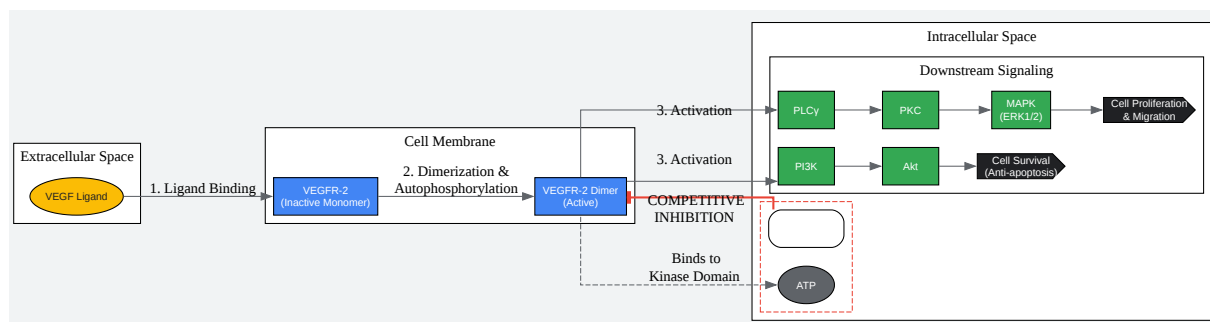 Intracellular Space
Downstream Signaling
3. Activation
PLCγ
PKC
MAPK
(ERK1/2)
Cell Proliferation
& Migration
Cell Membrane
Extracellular Space
VEGF Ligand
1. Ligand Binding
VEGFR-2
(Inactive Monomer)
2. Dimerization &
Autophosphorylation
VEGFR-2 Dimer
(Active)
3. Activation
PI3K
Akt
Cell Survival
(Anti-apoptosis)
COMPETITIVE
INHIBITION
Binds to
Kinase Domain
ATP